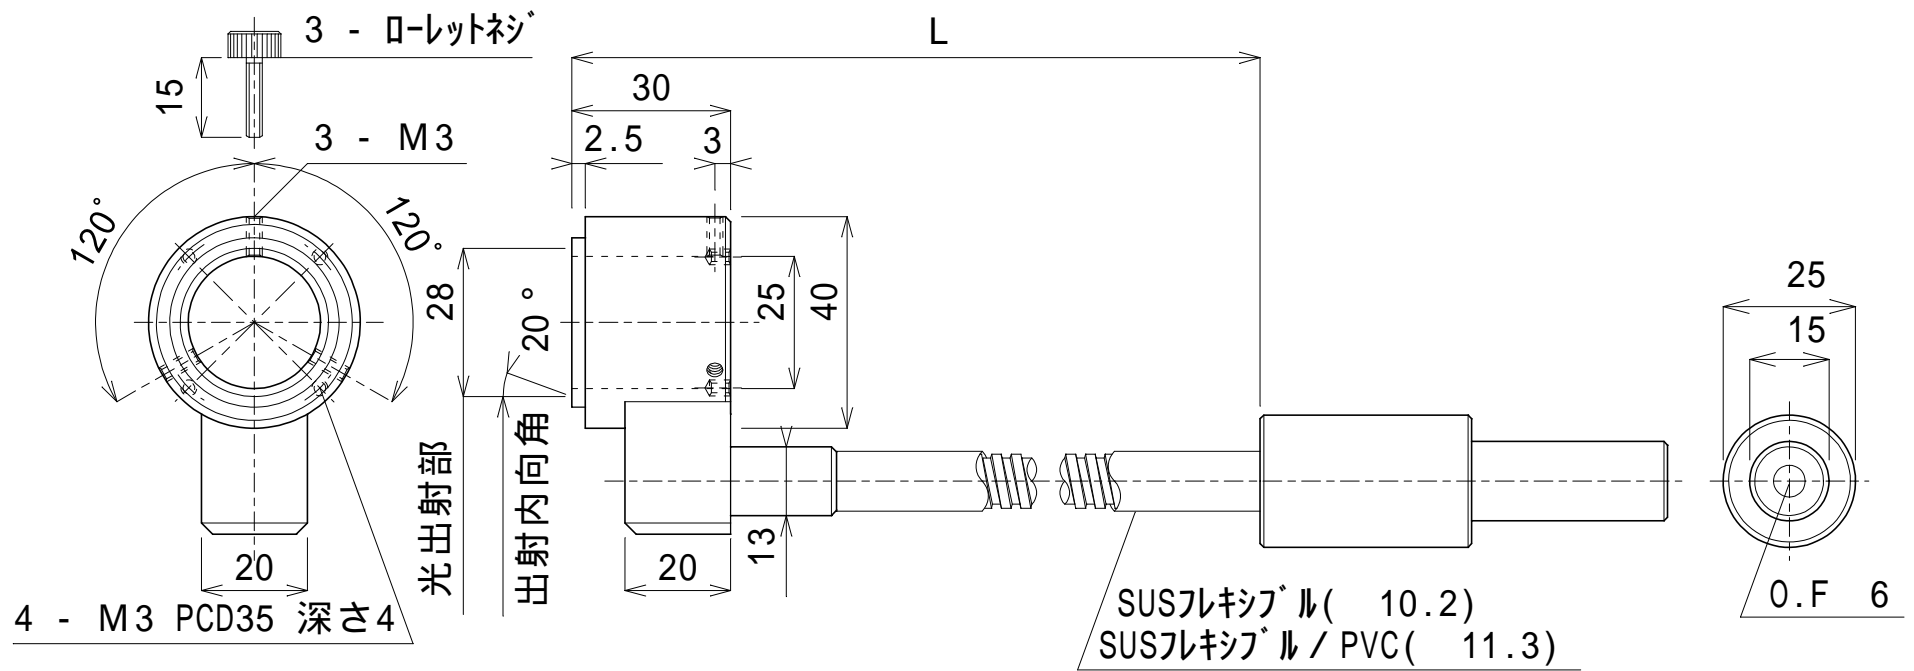 3 - ローレットネジ
L
15
30
2.5
3
3 - M3
120°
120°
28
20°
25
40
25
15
光出射部
出射内向角
13
20
20
4 - M3 PCD35 深さ4
SUSフレキシブル( 10.2)
SUSフレキシブル/PVC( 11.3)
O.F 6